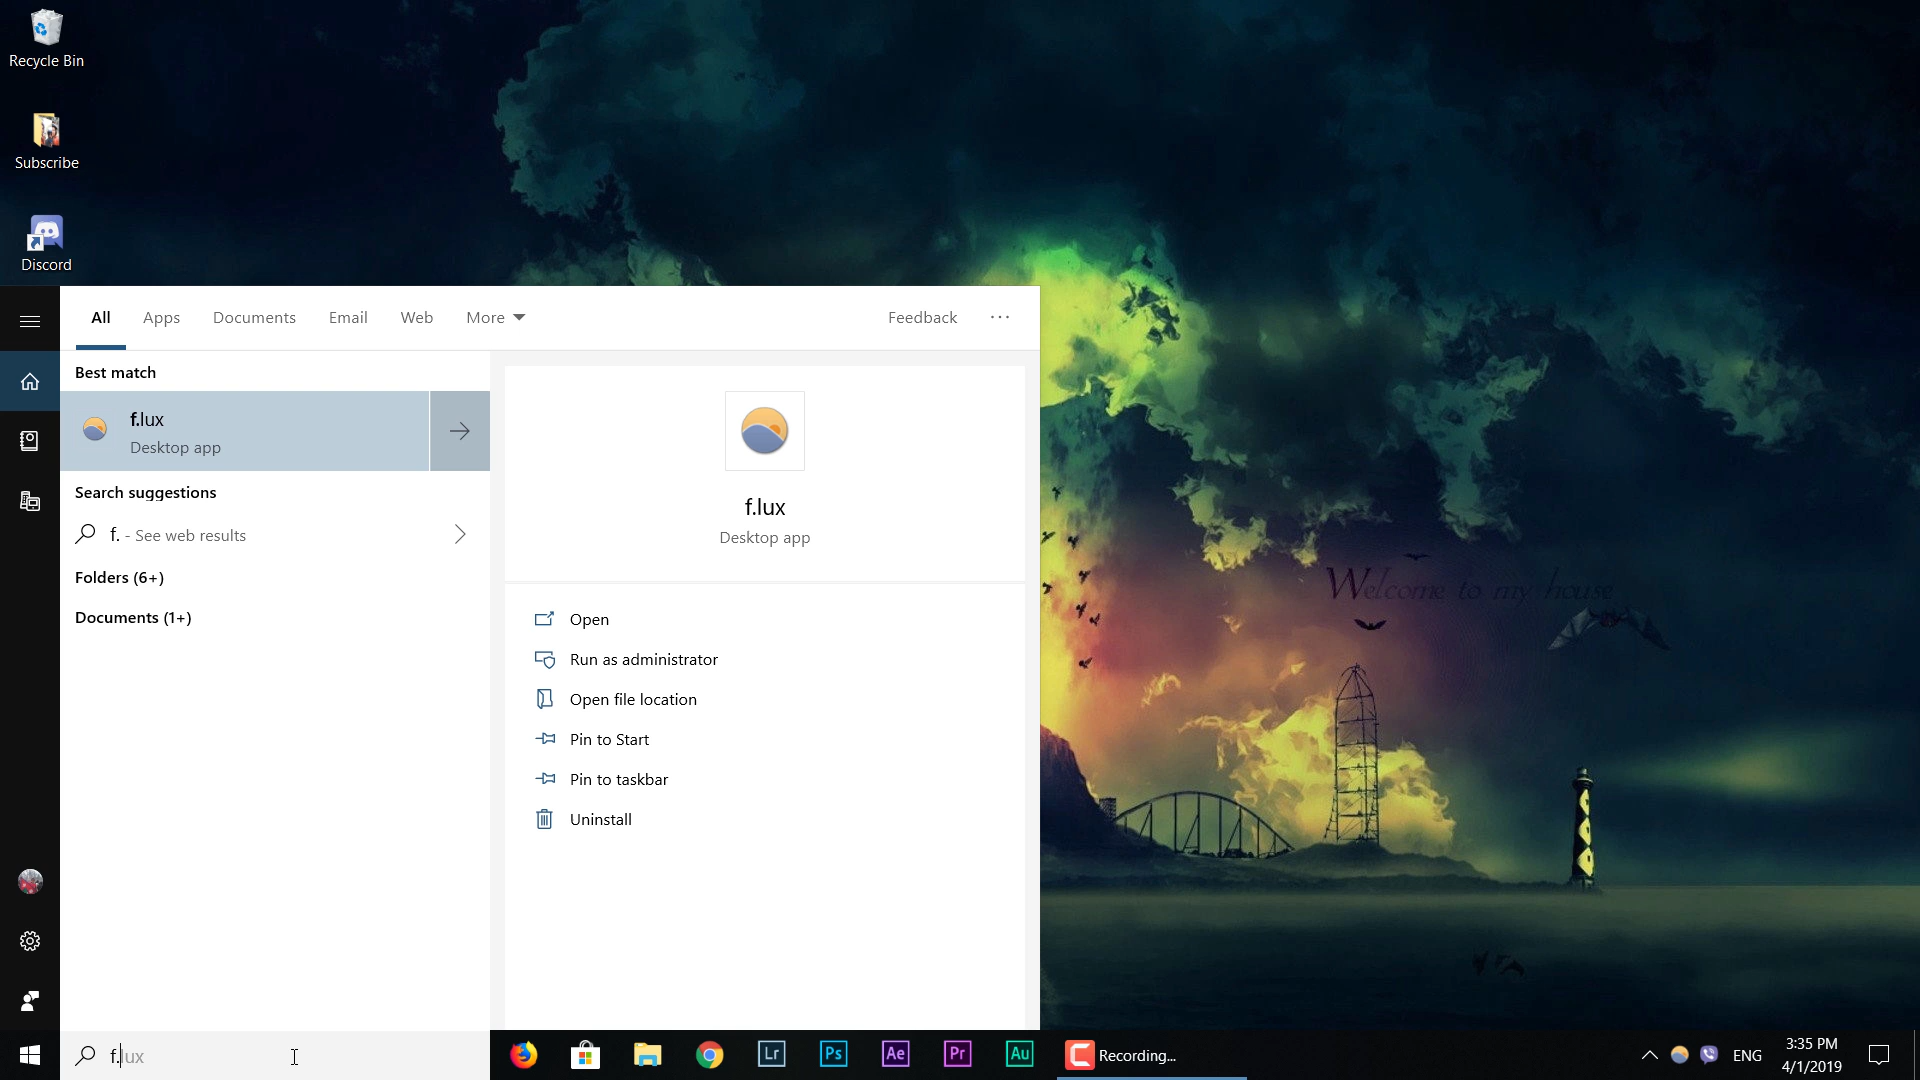 Recycle Bin
Subscribe
Discord
All Apps Documents Email Web More Feedback ...
Best match
f.lux
Desktop app
Search suggestions
f. - See web results
Folders (6+)
Documents (1+)
f.lux
Desktop app
Open
Run as administrator
Open file location
Pin to Start
Pin to taskbar
Uninstall
Welcome to my house
f.lux
Lr Ps Ae Pr Au
Recording...
ENG
3:35 PM
4/1/2019